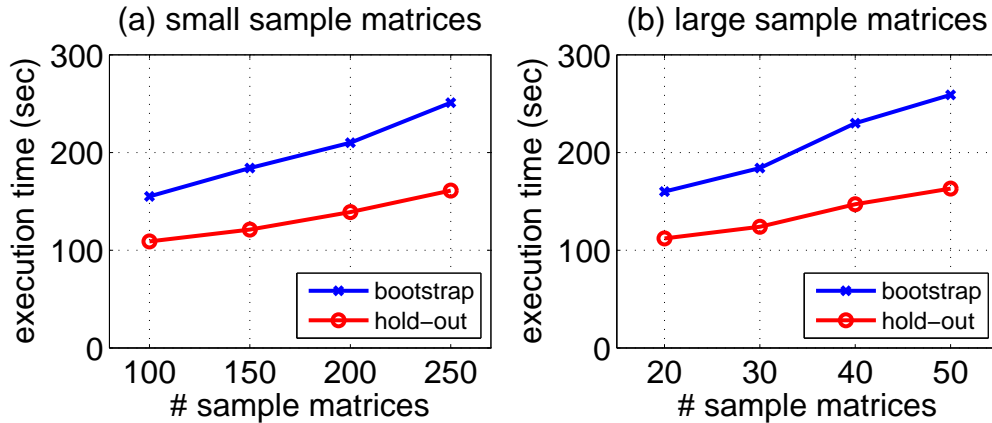 (a) small sample matrices
execution time (sec)
300
200
100
0
bootstrap
hold−out
100 150 200 250
# sample matrices
(b) large sample matrices
execution time (sec)
300
200
100
0
bootstrap
hold−out
20 30 40 50
# sample matrices